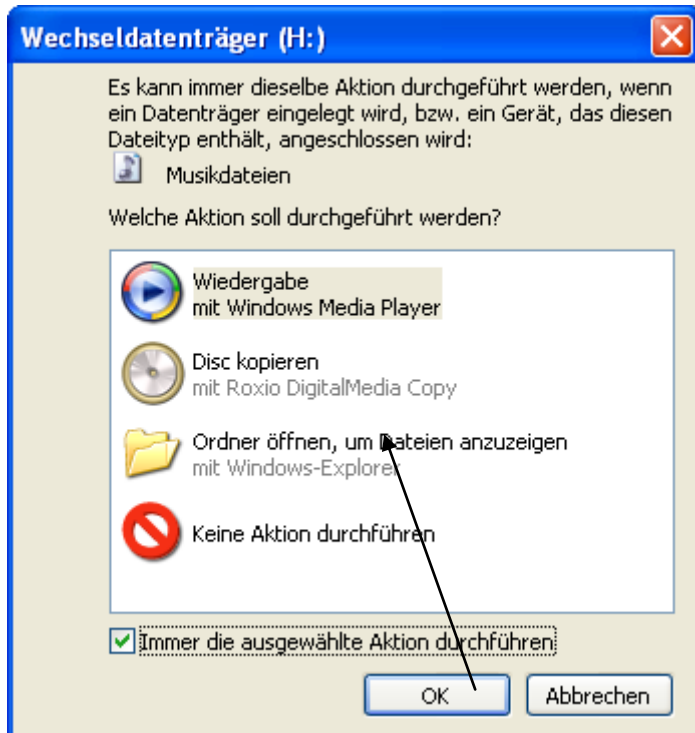 Wechseldatenträger (H:)
Es kann immer dieselbe Aktion durchgeführt werden, wenn
ein Datenträger eingelegt wird, bzw. ein Gerät, das diesen
Dateityp enthält, angeschlossen wird:
Musikdateien
Welche Aktion soll durchgeführt werden?
Wiedergabe
mit Windows Media Player
Disc kopieren
mit Roxio DigitalMedia Copy
Ordner öffnen, um Dateien anzuzeigen
mit Windows-Explorer
Keine Aktion durchführen
Immer die ausgewählte Aktion durchführen
OK
Abbrechen